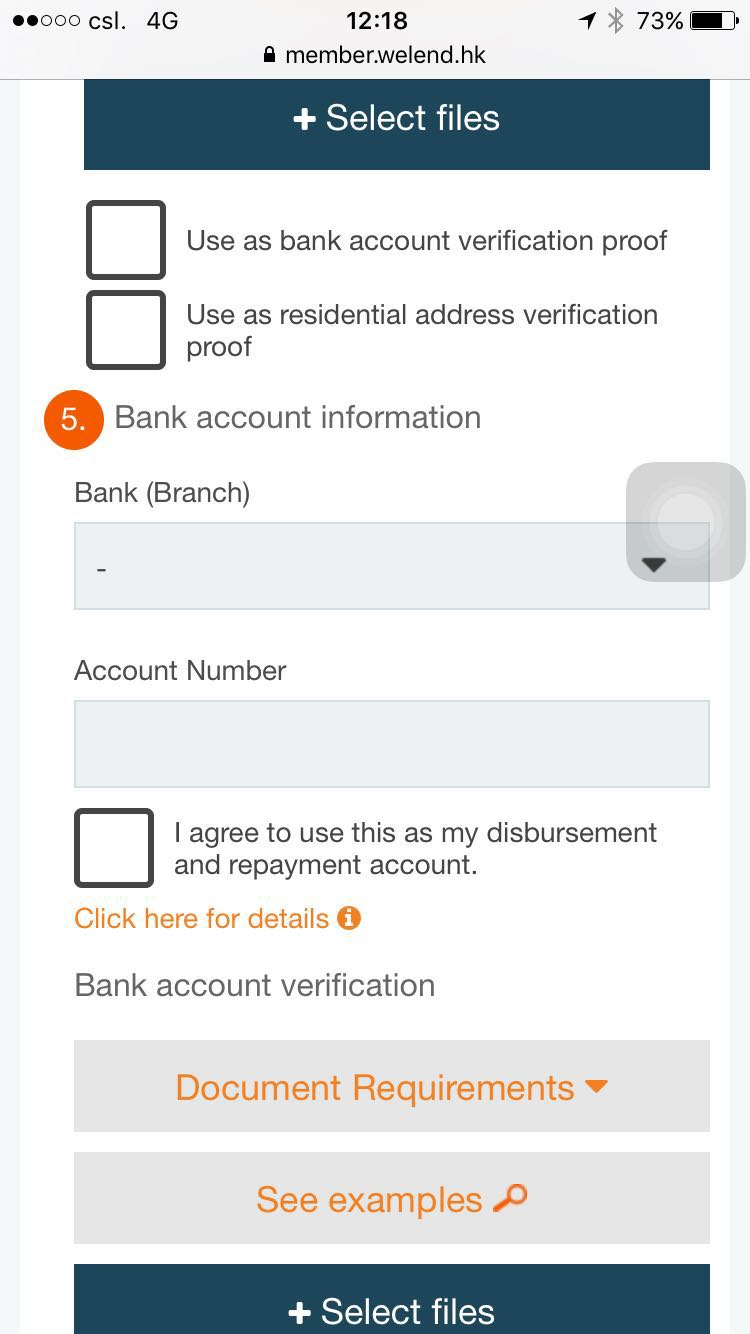 csl. 4G 12:18 73%
member.welend.hk
+ Select files
Use as bank account verification proof
Use as residential address verification
proof
5. Bank account information
Bank (Branch)
-
Account Number
I agree to use this as my disbursement
and repayment account.
Click here for details
Bank account verification
Document Requirements
See examples
+ Select files